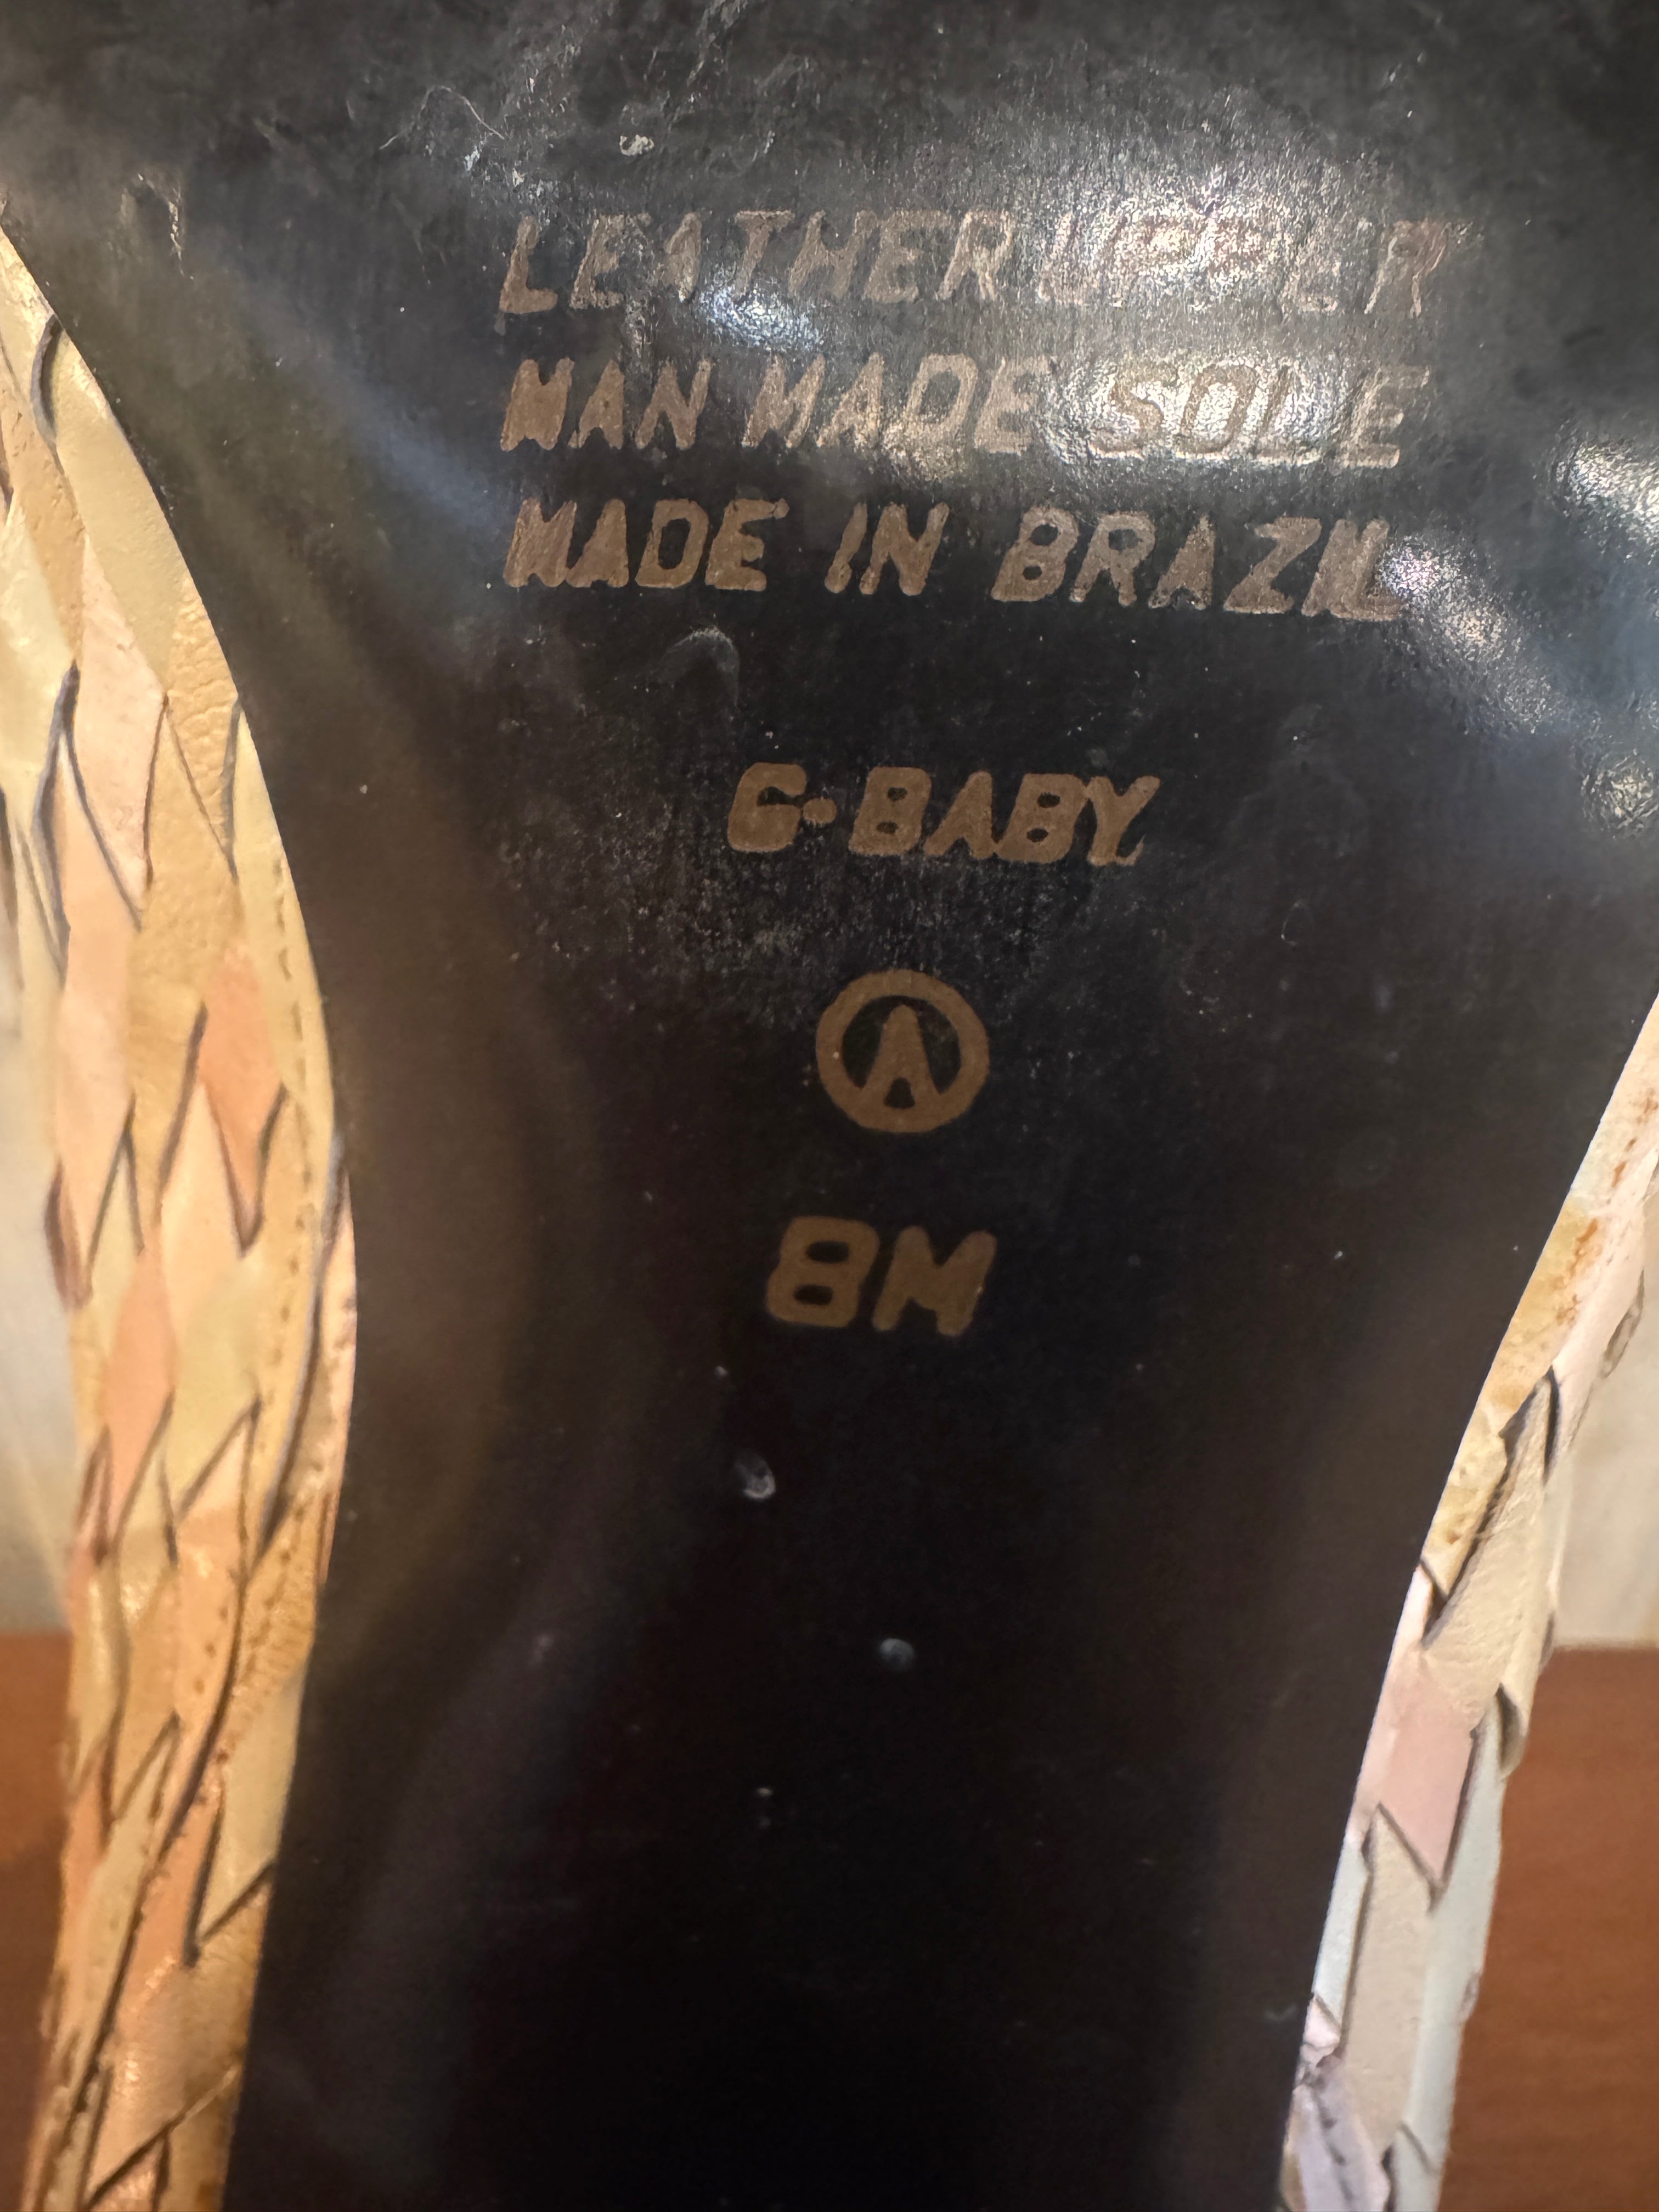 LEATHER UPPER
MAN MADE SOLE
MADE IN BRAZIL
G-BABY
8M